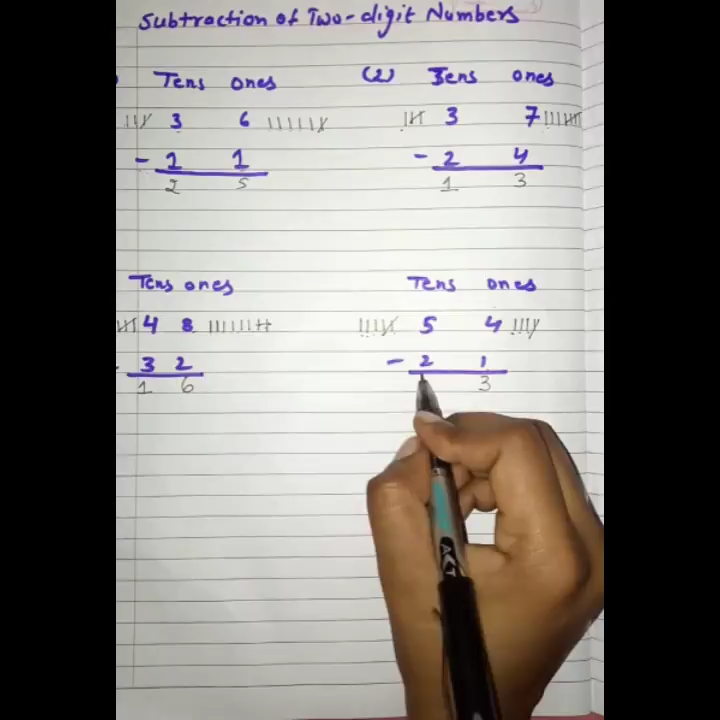 Subtraction of Two-digit Numbers
Tens ones (2) Tens ones
3 6 3 7
- 1 1 - 2 4
2 5 1 3
Tens ones Tens ones
4 8 5 4
- 3 2 - 2 1
1 6 3
ACT